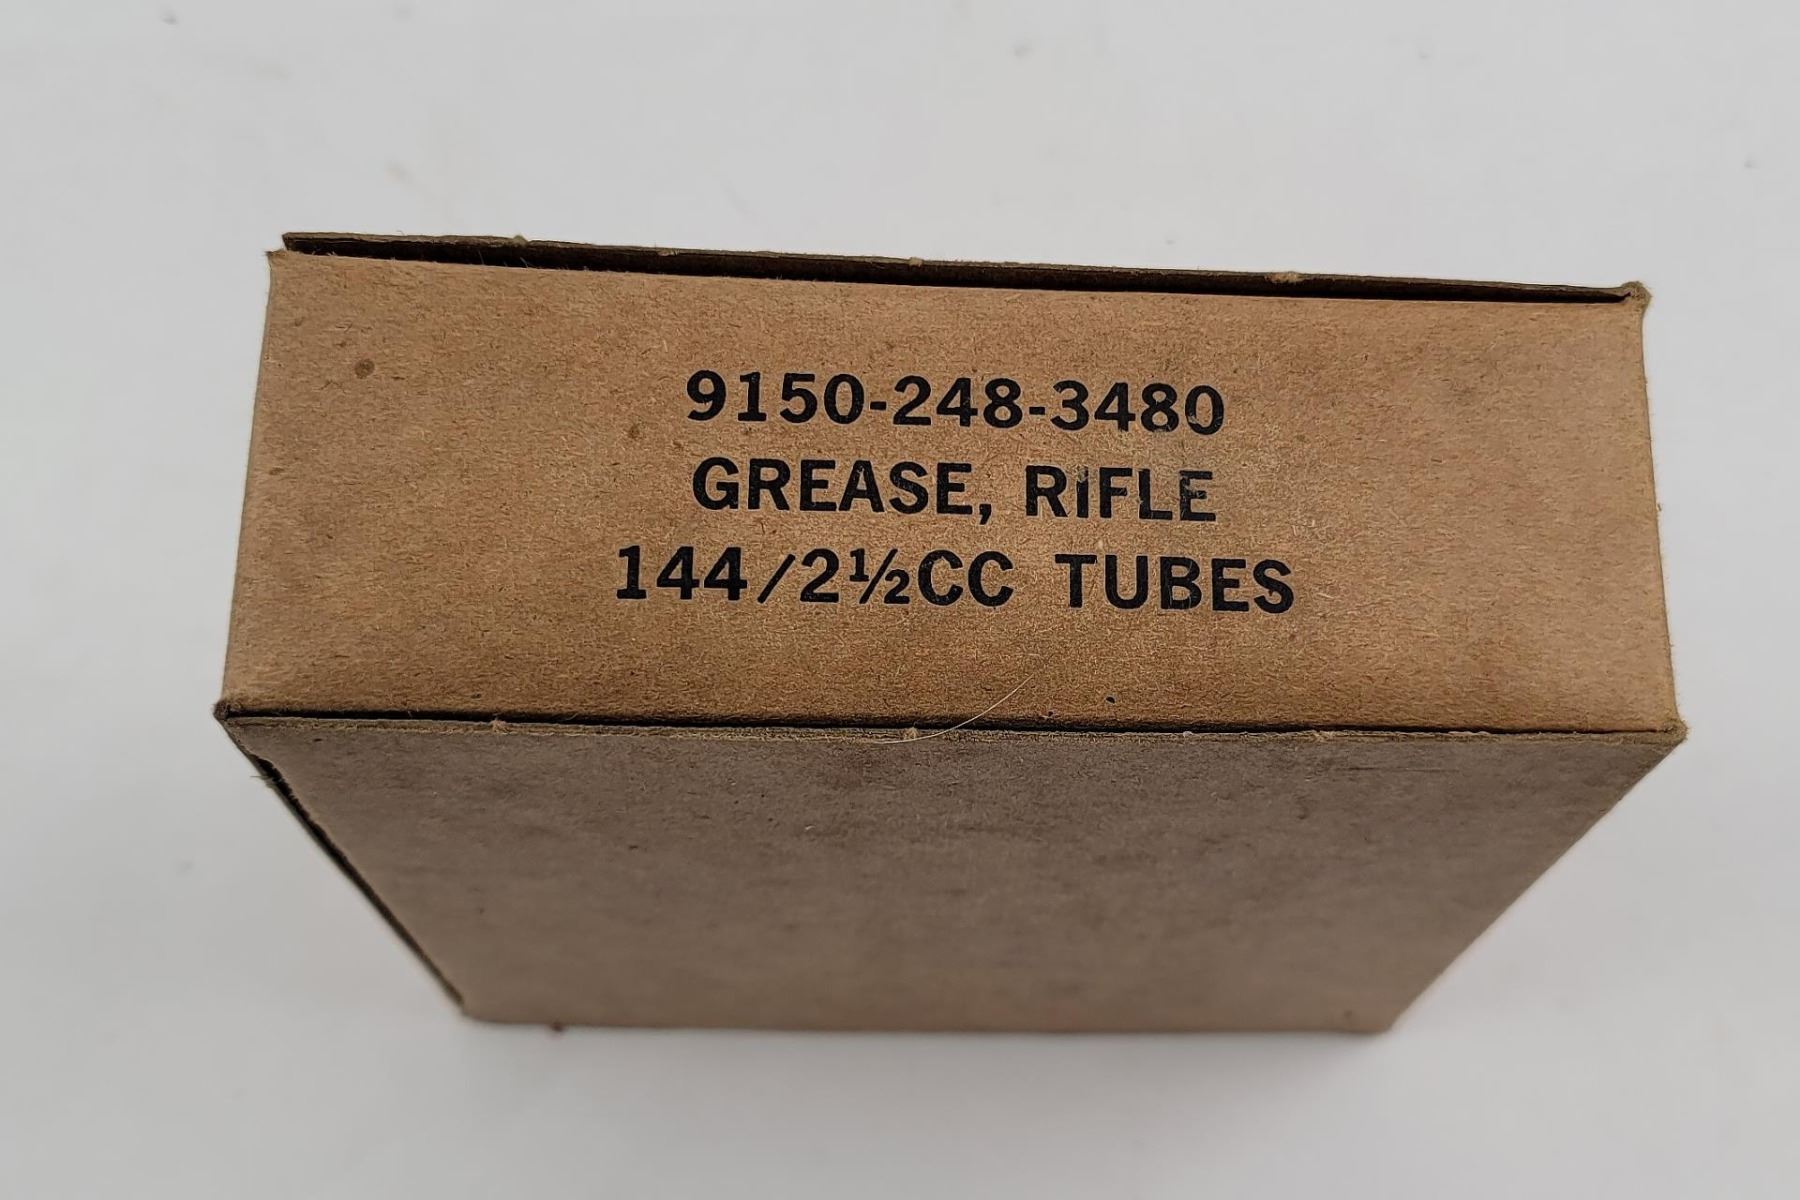 9150-248-3480
GREASE, RIFLE
144/2½CC TUBES